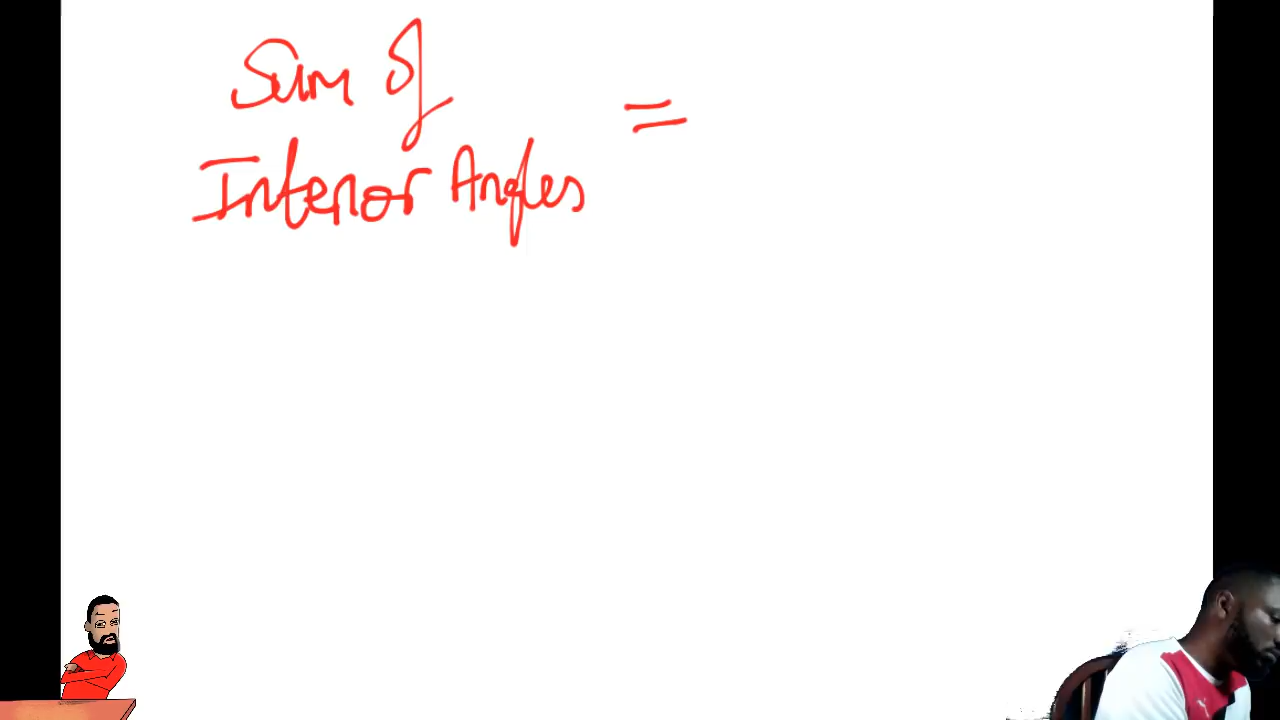 Sum of
=
Interior Angles